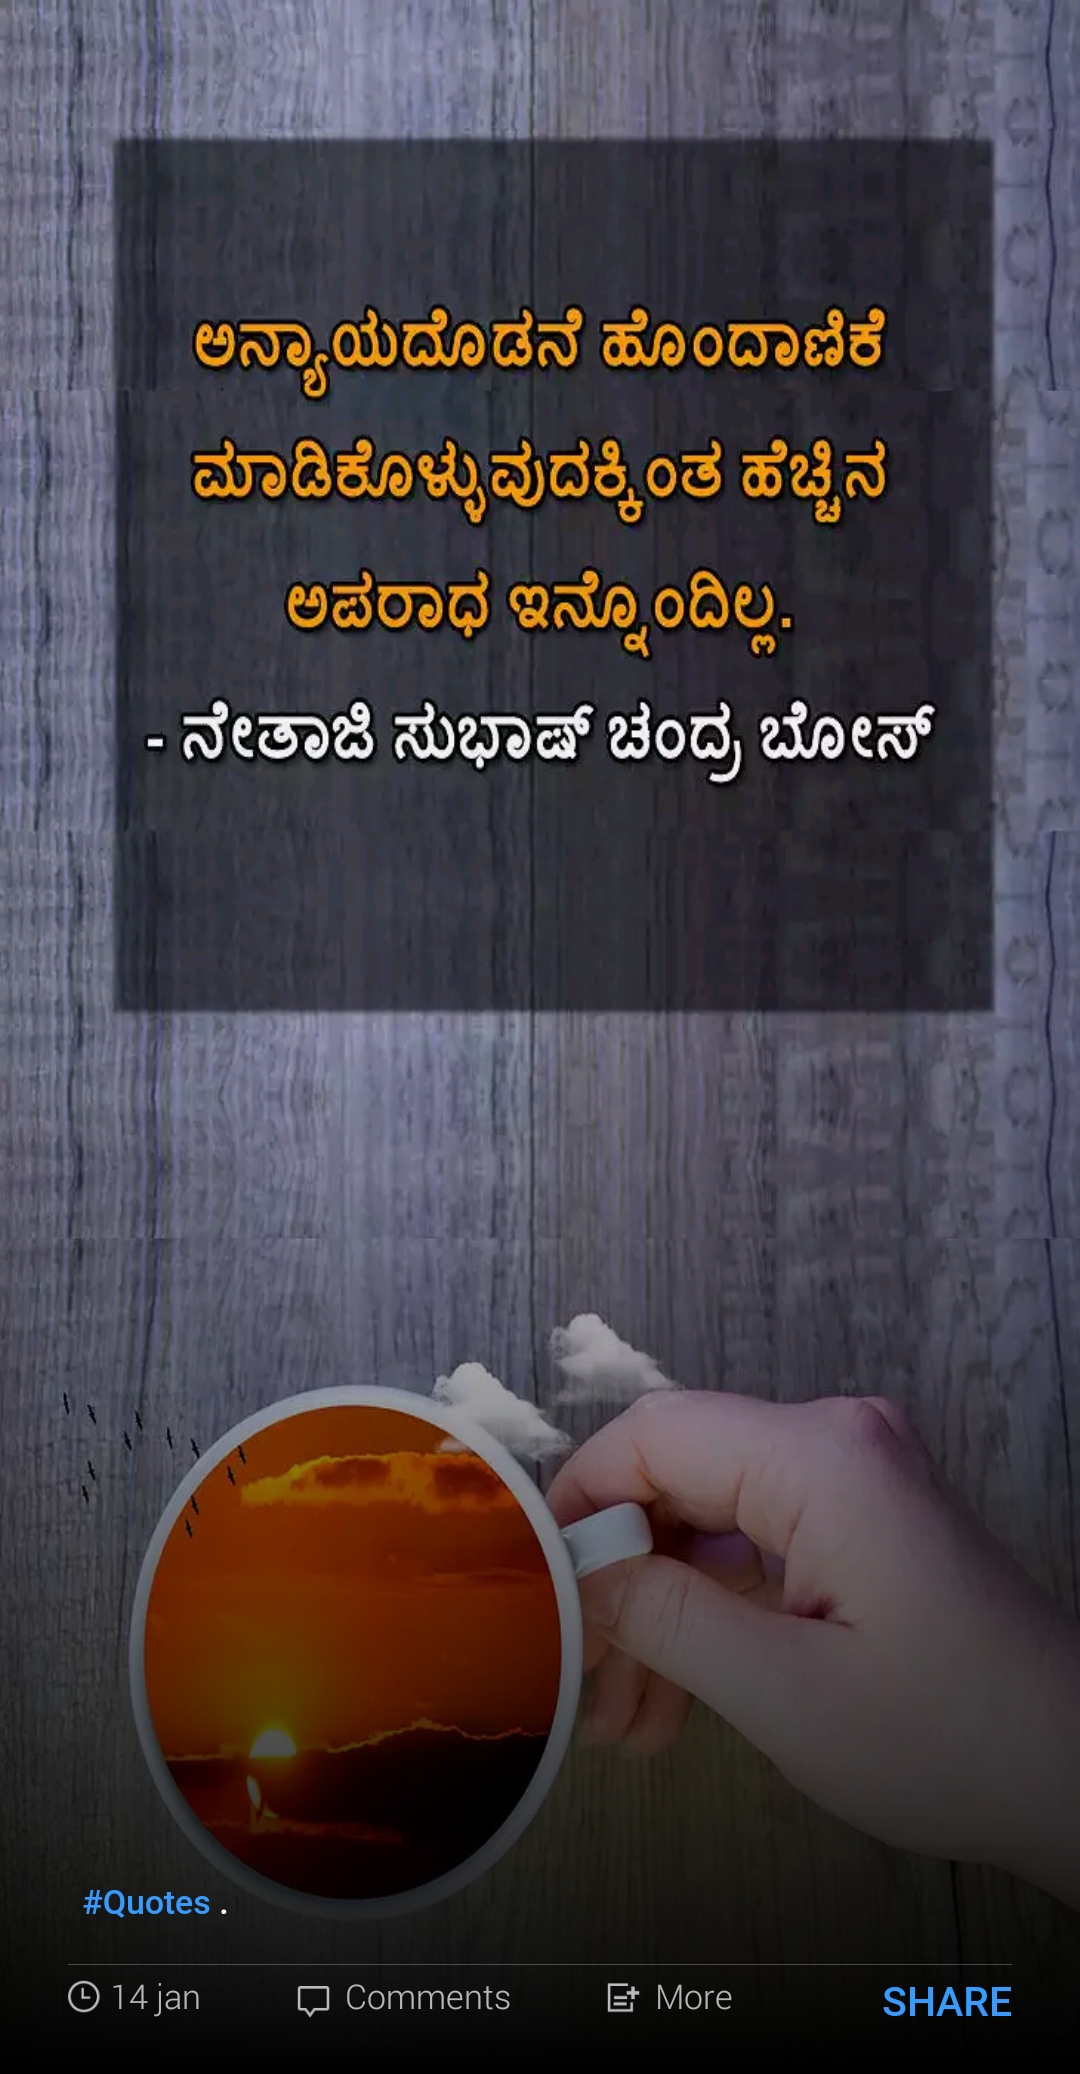 ಅನ್ಯಾಯದೊಡನೆ ಹೊಂದಾಣಿಕೆ
ಮಾಡಿಕೊಳ್ಳುವುದಕ್ಕಿಂತ ಹೆಚ್ಚಿನ
ಅಪರಾಧ ಇನ್ನೊಂದಿಲ್ಲ.
- ನೇತಾಜಿ ಸುಭಾಷ್ ಚಂದ್ರ ಬೋಸ್
#Quotes .
14 jan Comments More SHARE